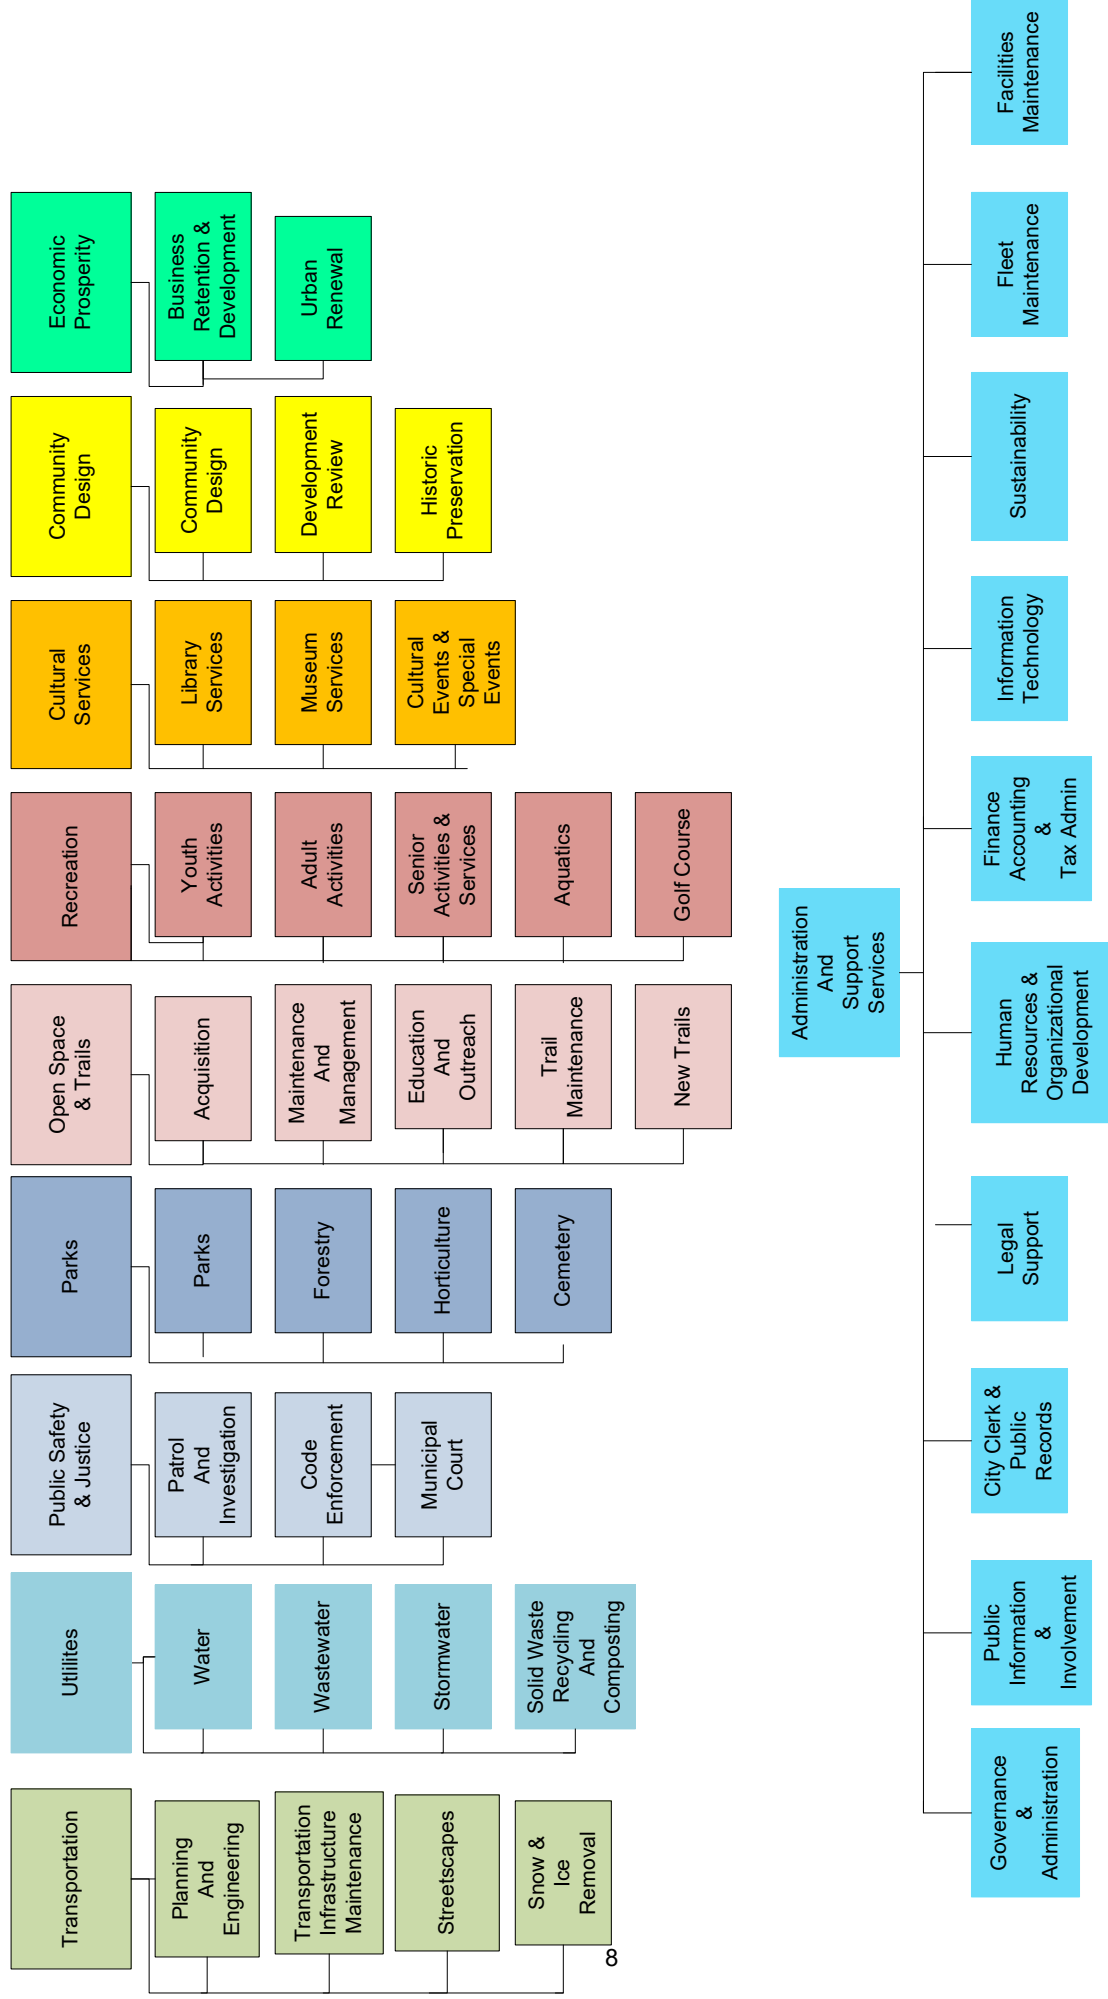 Transportation
Planning
And
Engineering
Transportation
Infrastructure
Maintenance
Streetscapes
Snow &
Ice
Removal
Utlilites
Water
Wastewater
Stormwater
Solid Waste
Recycling
And
Composting
Public Safety
& Justice
Patrol
And
Investigation
Code
Enforcement
Municipal
Court
Parks
Parks
Forestry
Horticulture
Cemetery
Open Space
& Trails
Acquisition
Maintenance
And
Management
Education
And
Outreach
Trail
Maintenance
New Trails
Recreation
Youth
Activities
Adult
Activities
Senior
Activities &
Services
Aquatics
Golf Course
Cultural
Services
Library
Services
Museum
Services
Cultural
Events &
Special
Events
Community
Design
Community
Design
Development
Review
Historic
Preservation
Economic
Prosperity
Business
Retention &
Development
Urban
Renewal
Administration
And
Support
Services
Governance
&
Administration
Public
Information
&
Involvement
City Clerk &
Public
Records
Legal
Support
Human
Resources &
Organizational
Development
Finance
Accounting
&
Tax Admin
Information
Technology
Sustainability
Fleet
Maintenance
Facilities
Maintenance
8